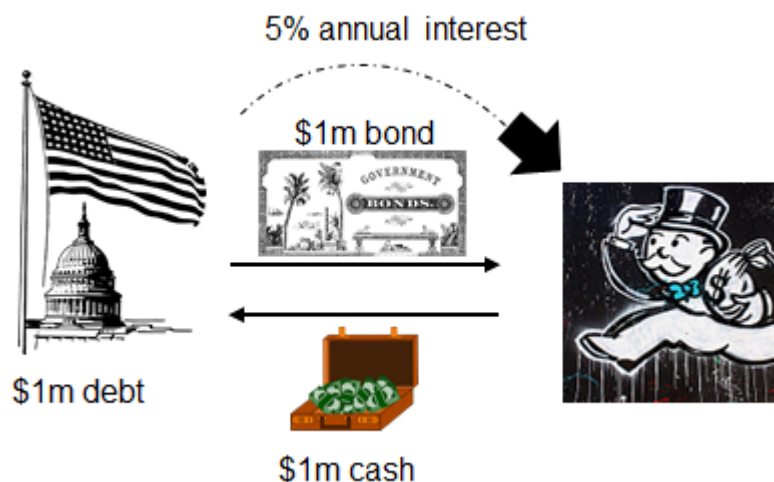 5% annual interest
$1m bond
GOVERNMENT
BONDS
$1m debt
$1m cash